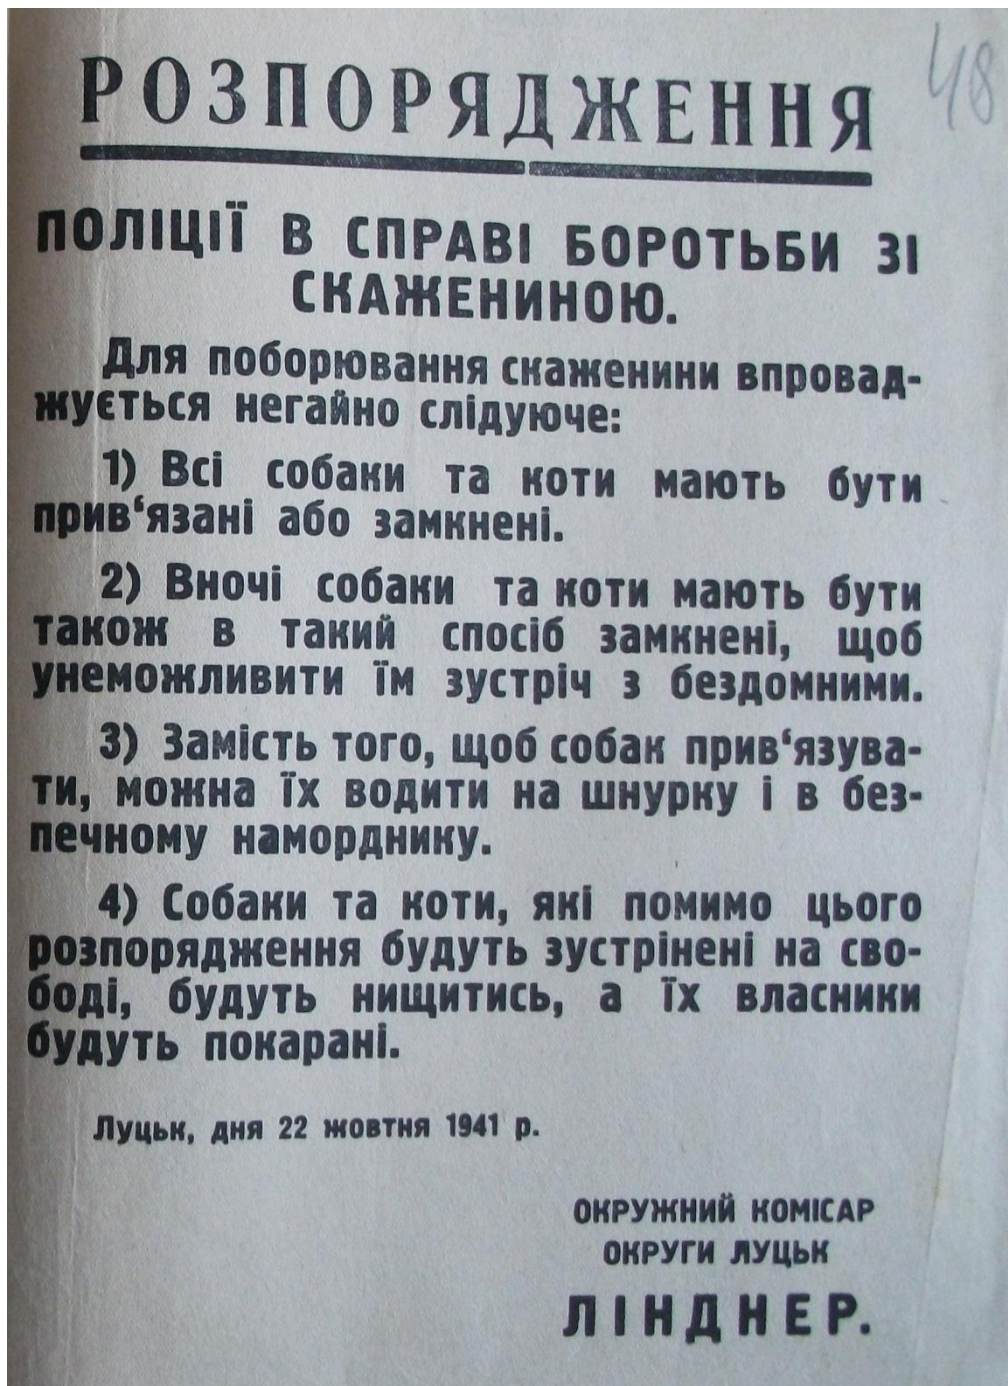 48
РОЗПОРЯДЖЕННЯ
ПОЛІЦІЇ В СПРАВІ БОРОТЬБИ ЗІ
СКАЖЕНИНОЮ.
Для поборювання скаженини впровад-
жується негайно слідуюче:
1) Всі собаки та коти мають бути
прив‘язані або замкнені.
2) Вночі собаки та коти мають бути
також в такий спосіб замкнені, щоб
унеможливити їм зустріч з бездомними.
3) Замість того, щоб собак прив‘язува-
ти, можна їх водити на шнурку і в без-
печному наморднику.
4) Собаки та коти, які помимо цього
розпорядження будуть зустрінені на сво-
боді, будуть нищитись, а їх власники
будуть покарані.
Луцьк, дня 22 жовтня 1941 р.
ОКРУЖНИЙ КОМІСАР
ОКРУГИ ЛУЦЬК
ЛІНДНЕР.